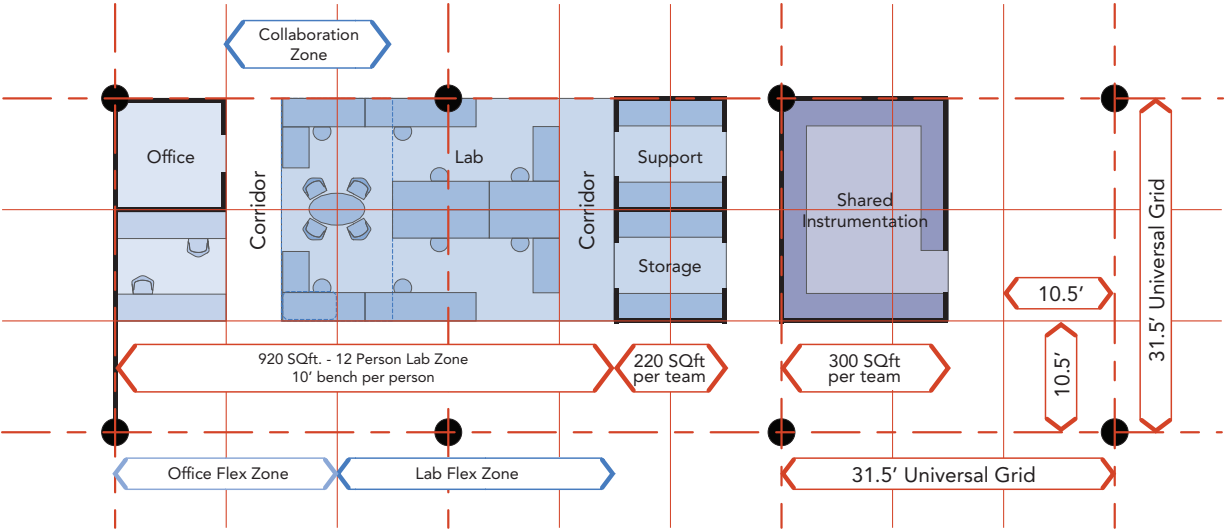 Collaboration
Zone
Office
Lab
Support
Corridor
Corridor
Shared
Instrumentation
Storage
10.5’
10.5’
31.5’ Universal Grid
920 SQft. - 12 Person Lab Zone
10’ bench per person
220 SQft
per team
300 SQft
per team
Office Flex Zone
Lab Flex Zone
31.5’ Universal Grid